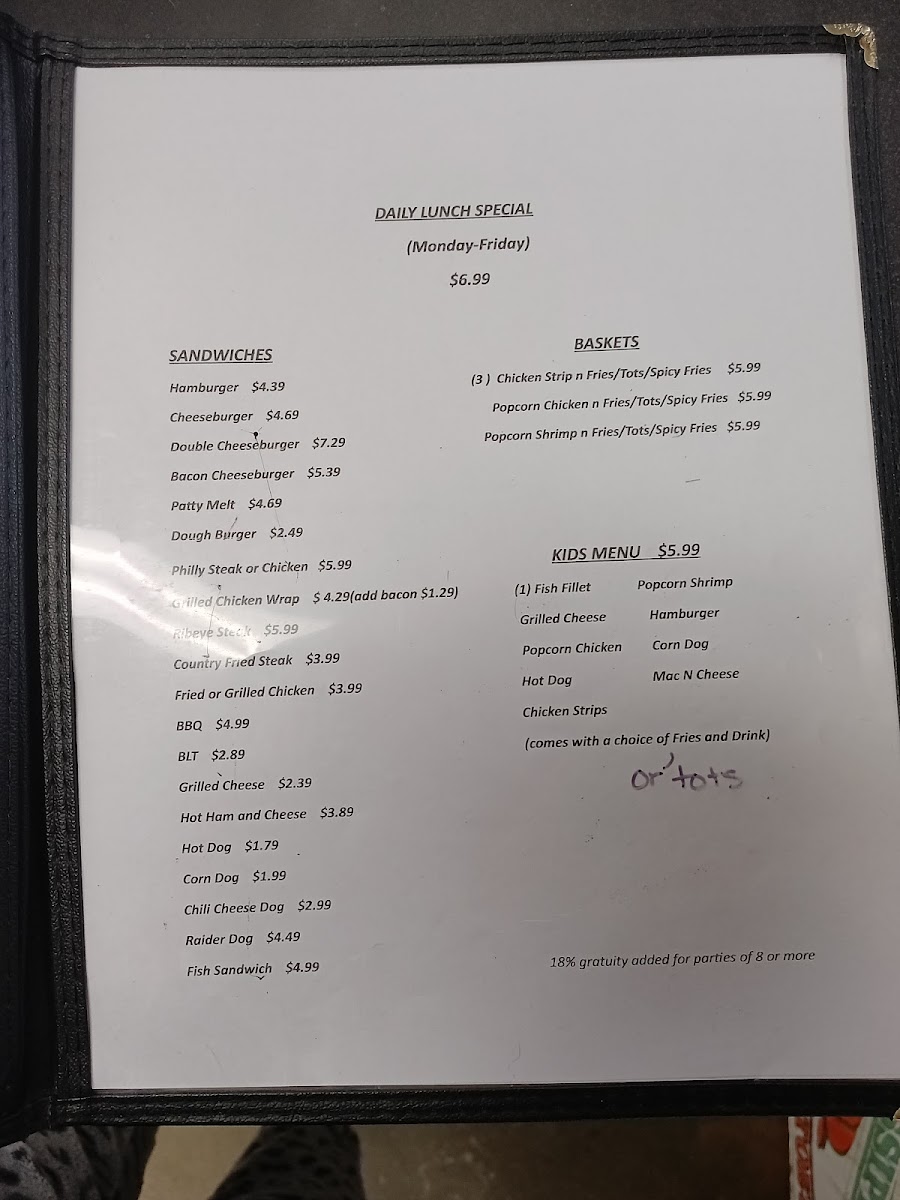 DAILY LUNCH SPECIAL
(Monday-Friday)
$6.99
SANDWICHES
Hamburger $4.39
Cheeseburger $4.69
Double Cheeseburger $7.29
Bacon Cheeseburger $5.39
Patty Melt $4.69
Dough Burger $2.49
Philly Steak or Chicken $5.99
Grilled Chicken Wrap $ 4.29(add bacon $1.29)
Ribeye Steak $5.99
Country Fried Steak $3.99
Fried or Grilled Chicken $3.99
BBQ $4.99
BLT $2.89
Grilled Cheese $2.39
Hot Ham and Cheese $3.89
Hot Dog $1.79
Corn Dog $1.99
Chili Cheese Dog $2.99
Raider Dog $4.49
Fish Sandwich $4.99
BASKETS
(3 ) Chicken Strip n Fries/Tots/Spicy Fries $5.99
Popcorn Chicken n Fries/Tots/Spicy Fries $5.99
Popcorn Shrimp n Fries/Tots/Spicy Fries $5.99
KIDS MENU $5.99
(1) Fish Fillet Popcorn Shrimp
Grilled Cheese Hamburger
Popcorn Chicken Corn Dog
Hot Dog Mac N Cheese
Chicken Strips
(comes with a choice of Fries and Drink)
or tots
18% gratuity added for parties of 8 or more